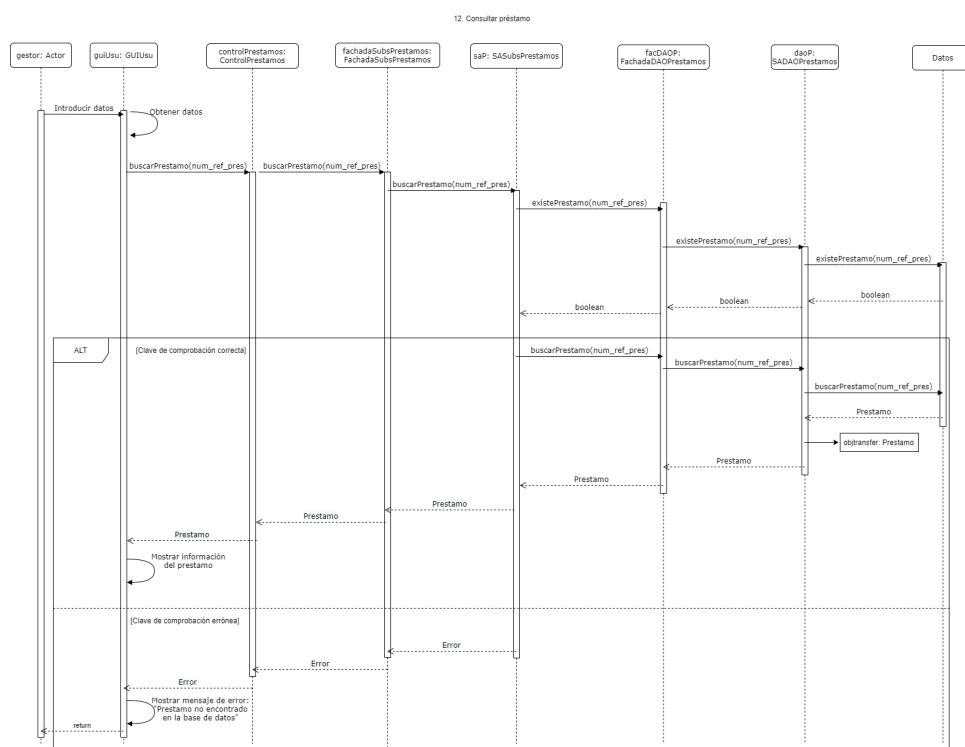 12. Consultar préstamo
gestor: Actor
guiUsu: GUIUsu
controlPrestamos:
ControlPrestamos
fachadaSubsPrestamos:
FachadaSubsPrestamos
saP: SASubsPrestamos
facDAOP:
FachadaDAOPrestamos
daoP:
SADAOPrestamos
Datos
Introducir datos
Obtener datos
buscarPrestamo(num_ref_pres)
buscarPrestamo(num_ref_pres)
buscarPrestamo(num_ref_pres)
existePrestamo(num_ref_pres)
existePrestamo(num_ref_pres)
existePrestamo(num_ref_pres)
boolean
boolean
boolean
ALT
[Clave de comprobación correcta]
buscarPrestamo(num_ref_pres)
buscarPrestamo(num_ref_pres)
buscarPrestamo(num_ref_pres)
Prestamo
objtransfer: Prestamo
Prestamo
Prestamo
Prestamo
Prestamo
Prestamo
Mostrar información
del prestamo
[Clave de comprobación errónea]
Error
Error
Error
Mostrar mensaje de error:
"Prestamo no encontrado
en la base de datos"
return